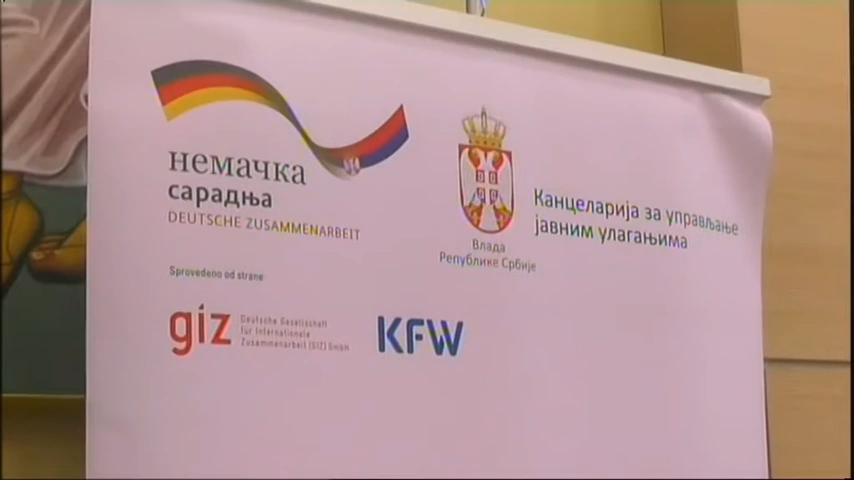 немачка
сарадња
DEUTSCHE ZUSAMMENARBEIT
Влада
Републике Србије
Канцеларија за управљање
јавним улагањима
Sprovedeno od strane
giz
Deutsche Gesellschaft
für Internationale
Zusammenarbeit (GIZ) GmbH
KFW